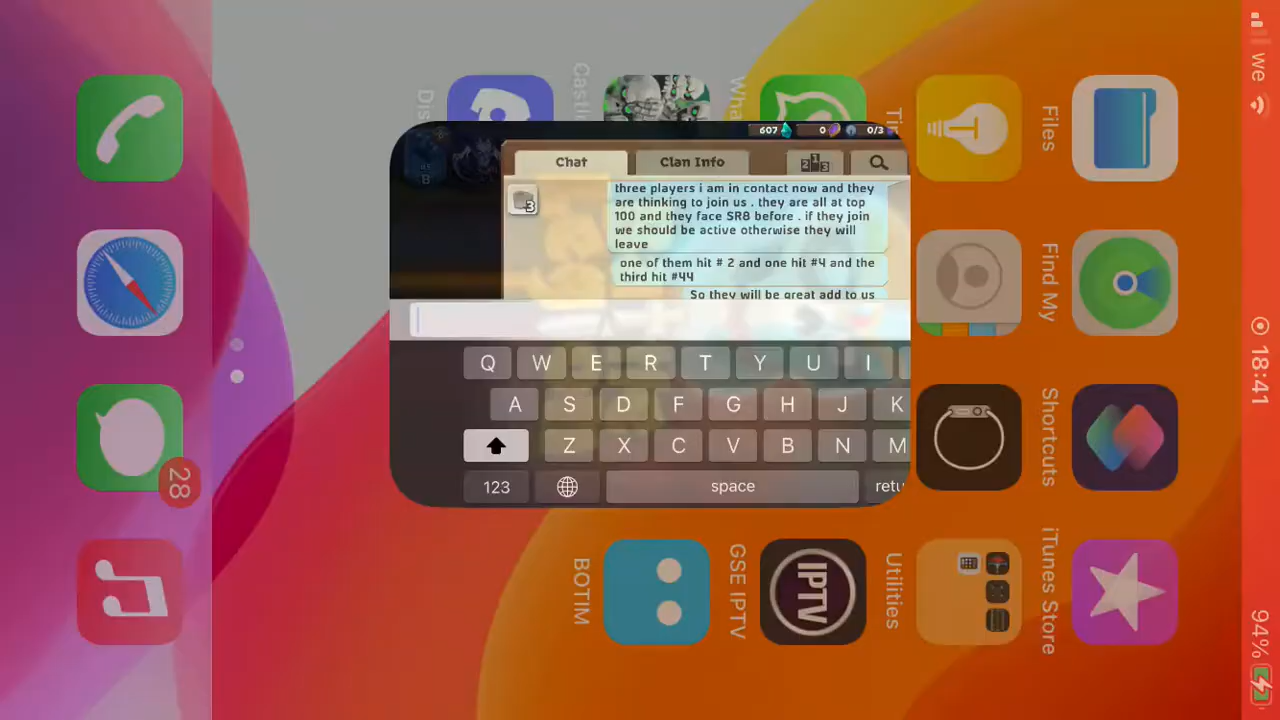 we
18:41
94%
Files
Find My
Shortcuts
iTunes Store
Utilities
GSE IPTV
IPTV
BOTIM
28
607
0
0/3
Chat
Clan Info
3
three players i am in contact now and they
are thinking to join us . they are all at top
100 and they face SR8 before . if they join
we should be active otherwise they will
leave
one of them hit # 2 and one hit #4 and the
third hit #44
So they will be great add to us
Q W E R T Y U I
A S D F G H J K
Z X C V B N M
123
space